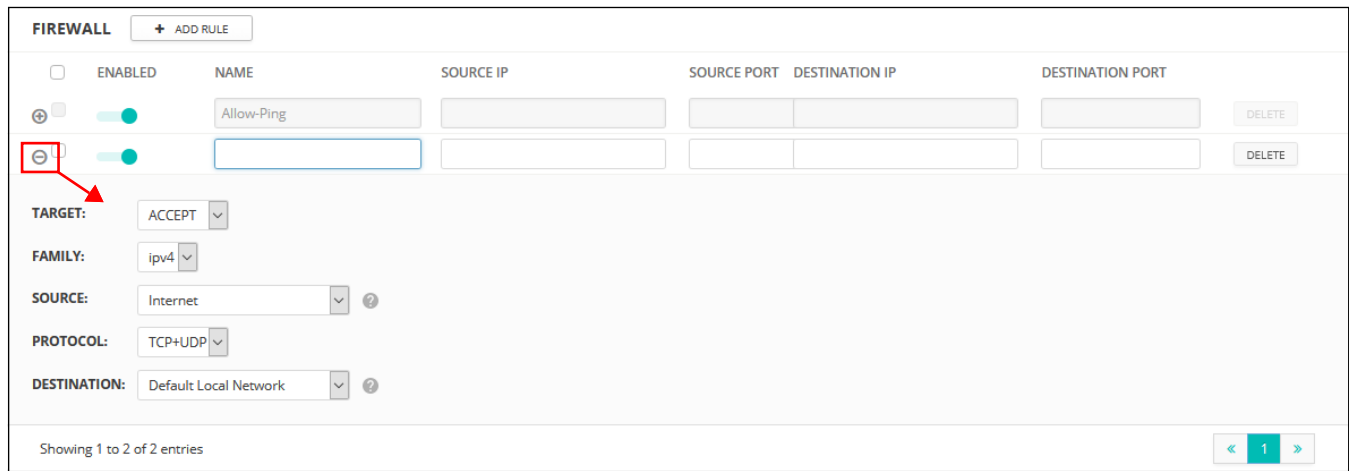 FIREWALL + ADD RULE
ENABLED NAME SOURCE IP SOURCE PORT DESTINATION IP DESTINATION PORT
Allow-Ping DELETE
DELETE
TARGET: ACCEPT
FAMILY: ipv4
SOURCE: Internet ?
PROTOCOL: TCP+UDP
DESTINATION: Default Local Network ?
Showing 1 to 2 of 2 entries « 1 »